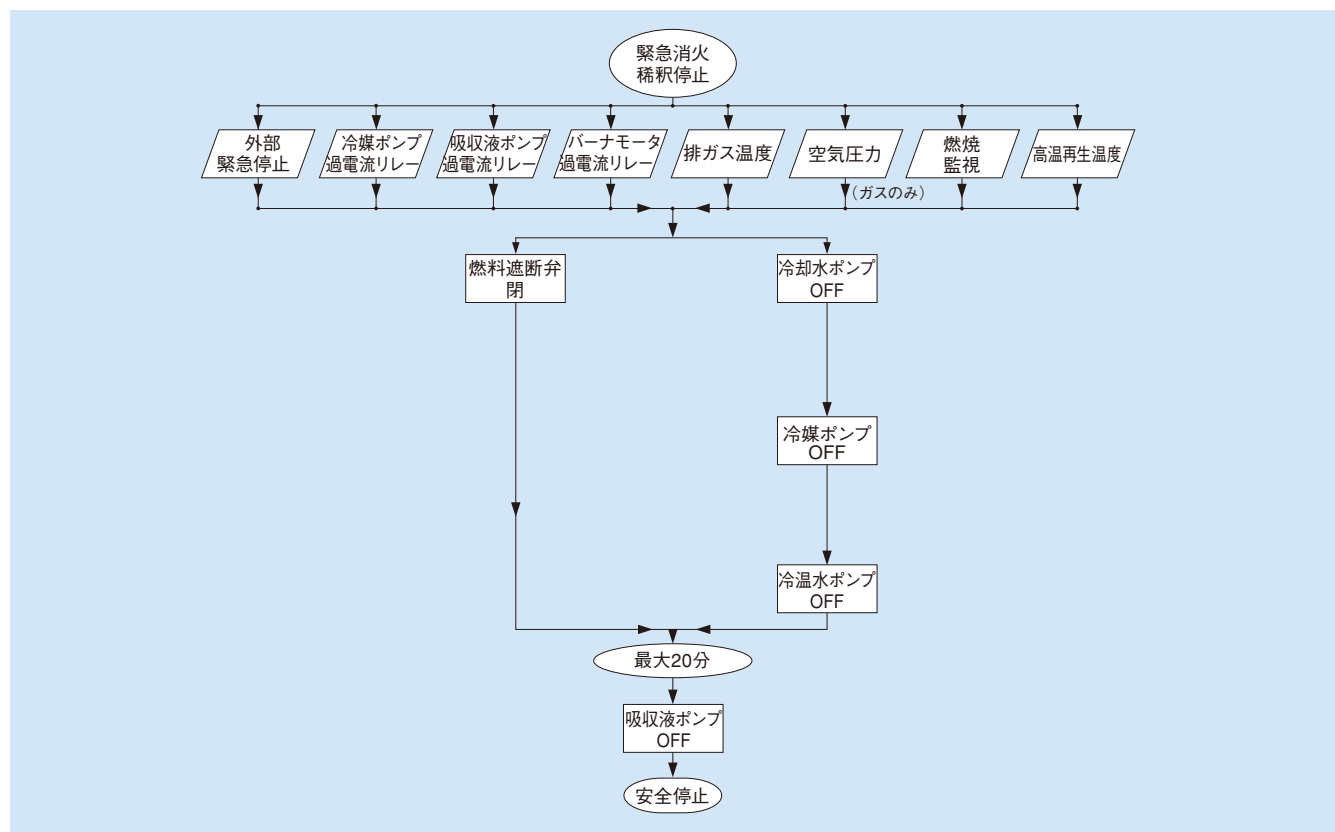 緊急消火
稀釈停止
外部
緊急停止
冷媒ポンプ
過電流リレー
吸収液ポンプ
過電流リレー
バーナモータ
過電流リレー
排ガス温度
空気圧力
燃焼
監視
高温再生温度
（ガスのみ）
燃料遮断弁
閉
冷却水ポンプ
OFF
冷媒ポンプ
OFF
冷温水ポンプ
OFF
最大20分
吸収液ポンプ
OFF
安全停止